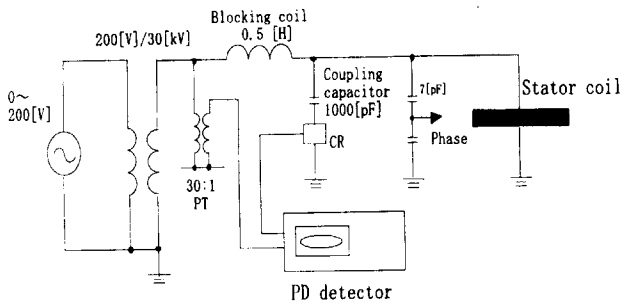 Blocking coil
0.5 [H]
200[V]/30[kV]
0~
200[V]
Coupling
capacitor
1000[pF]
7[pF]
Stator coil
CR
Phase
30:1
PT
PD detector